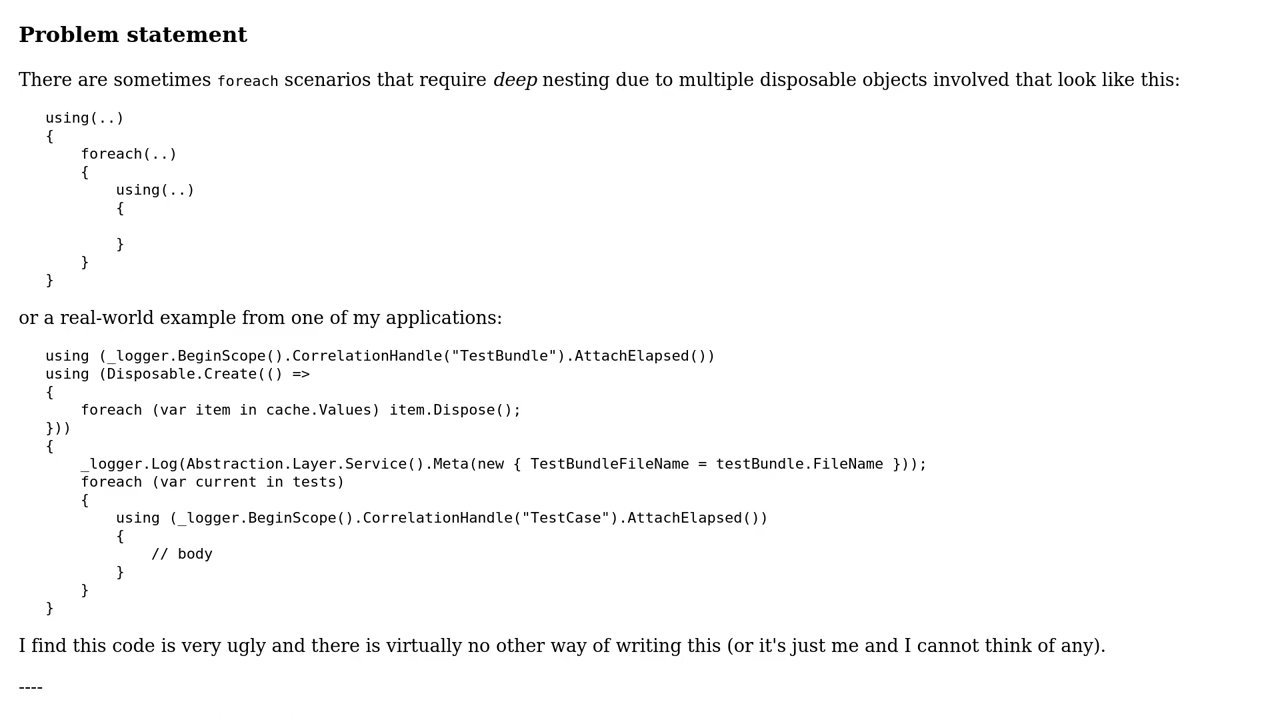 Problem statement
There are sometimes foreach scenarios that require deep nesting due to multiple disposable objects involved that look like this:
using(..)
{
    foreach(..)
    {
        using(..)
        {

        }
    }
}
or a real-world example from one of my applications:
using (_logger.BeginScope().CorrelationHandle("TestBundle").AttachElapsed())
using (Disposable.Create(() =>
{
    foreach (var item in cache.Values) item.Dispose();
}))
{
    _logger.Log(Abstraction.Layer.Service().Meta(new { TestBundleFileName = testBundle.FileName }));
    foreach (var current in tests)
    {
        using (_logger.BeginScope().CorrelationHandle("TestCase").AttachElapsed())
        {
            // body
        }
    }
}
I find this code is very ugly and there is virtually no other way of writing this (or it's just me and I cannot think of any).
----